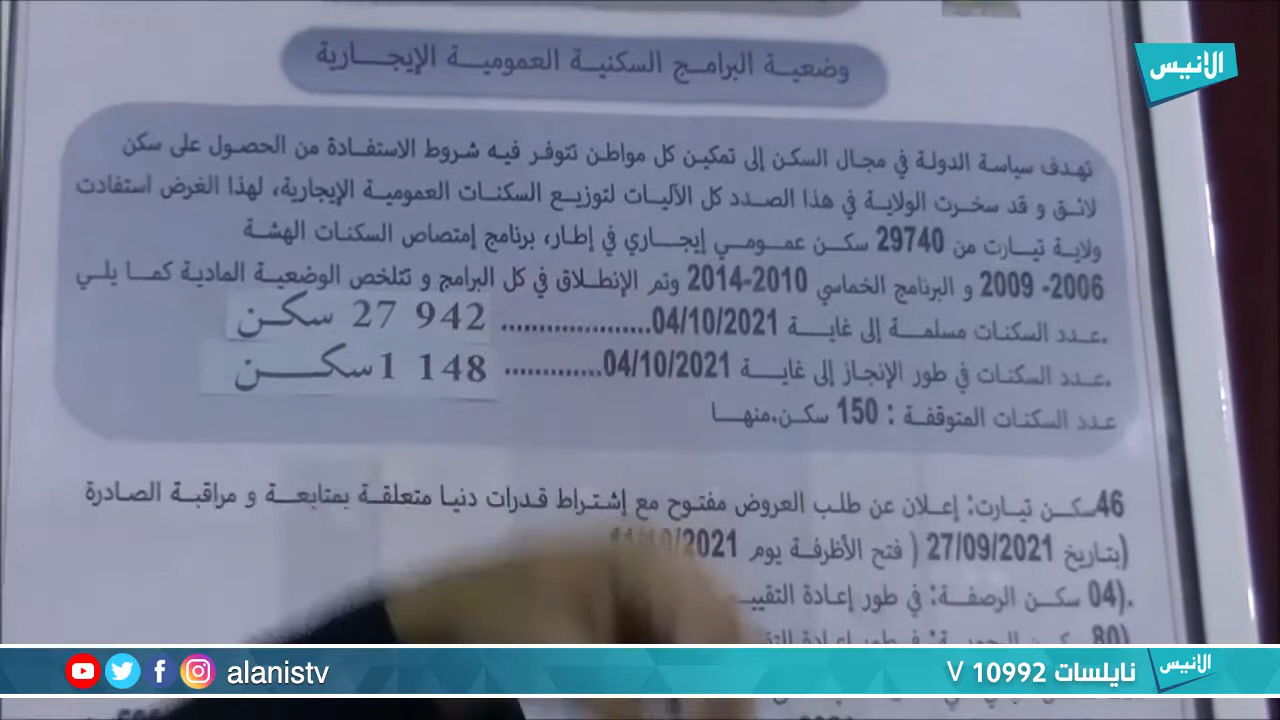 الانيس
وضعية البرامج السكنية العمومية الإيجارية
تهدف سياسة الدولة في مجال السكن إلى تمكين كل مواطن تتوفر فيه شروط الاستفادة من الحصول على سكن
لائق و قد سخرت الولاية في هذا الصدد كل الآليات لتوزيع السكنات العمومية الإيجارية، لهذا الغرض استفادت
ولاية تيارت من 29740 سكن عمومي إيجاري في إطار، برنامج إمتصاص السكنات الهشة
2006- 2009 و البرنامج الخماسي 2010-2014 وتم الإنطلاق في كل البرامج و تتلخص الوضعية المادية كما يلي
.عدد السكنات مسلمة إلى غاية 04/10/2021.................... 27 942 سكن
.عدد السكنات في طور الإنجاز إلى غاية 04/10/2021............. 1 148 سكن
عدد السكنات المتوقفة : 150 سكن.منها
46سكن تيارت: إعلان عن طلب العروض مفتوح مع إشتراط قدرات دنيا متعلقة بمتابعة و مراقبة الصادرة
(بتاريخ 27/09/2021 ( فتح الأظرفة يوم
.(04 سكن الرصفة: في طور إعادة
alanistv
نايلسات 10992 V
الانيس